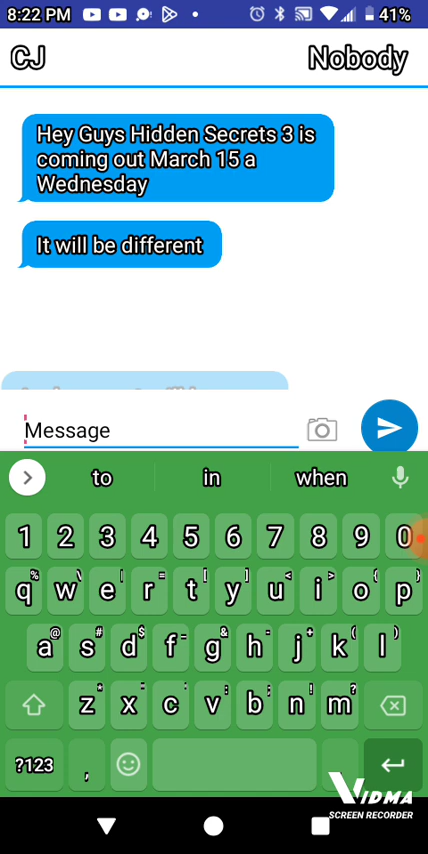 8:22 PM
41%
CJ
Nobody
Hey Guys Hidden Secrets 3 is
coming out March 15 a
Wednesday
It will be different
Message
to in when
1 2 3 4 5 6 7 8 9 0
q w e r t y u i o p
a s d f g h j k l
z x c v b n m
?123 ,
VIDMA
SCREEN RECORDER